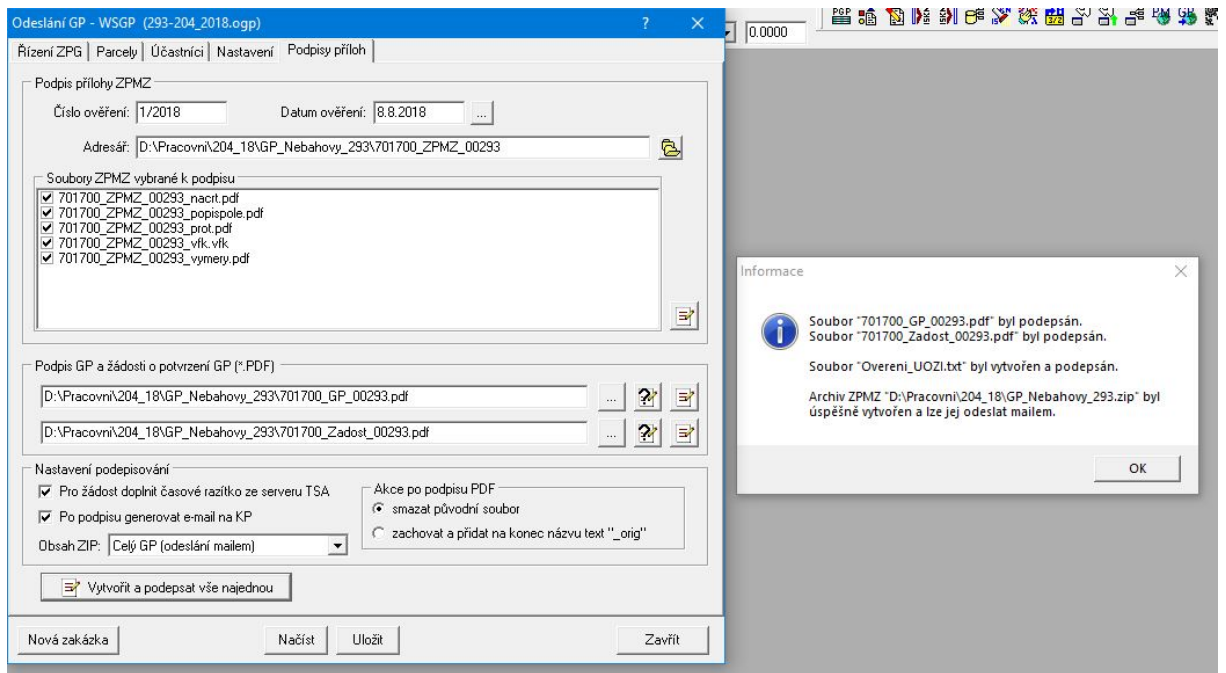 Odeslání GP - WSGP (293-204_2018.ogp)
Řízení ZPG Parcely Účastníci Nastavení Podpisy příloh
Podpis přílohy ZPMZ
Číslo ověření: 1/2018 Datum ověření: 8.8.2018 ...
Adresář: D:\Pracovni\204_18\GP_Nebahovy_293\701700_ZPMZ_00293
Soubory ZPMZ vybrané k podpisu
701700_ZPMZ_00293_nacrt.pdf
701700_ZPMZ_00293_popispole.pdf
701700_ZPMZ_00293_prot.pdf
701700_ZPMZ_00293_vfk.vfk
701700_ZPMZ_00293_vymery.pdf
Podpis GP a žádosti o potvrzení GP (*.PDF)
D:\Pracovni\204_18\GP_Nebahovy_293\701700_GP_00293.pdf ...
D:\Pracovni\204_18\GP_Nebahovy_293\701700_Zadost_00293.pdf ...
Nastavení podepisování
Pro žádost doplnit časové razítko ze serveru TSA
Po podpisu generovat e-mail na KP
Obsah ZIP: Celý GP (odeslání mailem)
Akce po podpisu PDF
smazat původní soubor
zachovat a přidat na konec názvu text "_orig"
Vytvořit a podepsat vše najednou
Nová zakázka Načíst Uložit Zavřít
0.0000
PGP
Informace
Soubor "701700_GP_00293.pdf" byl podepsán.
Soubor "701700_Zadost_00293.pdf" byl podepsán.
Soubor "Overeni_UOZI.txt" byl vytvořen a podepsán.
Archiv ZPMZ "D:\Pracovni\204_18\GP_Nebahovy_293.zip" byl
úspěšně vytvořen a lze jej odeslat mailem.
OK